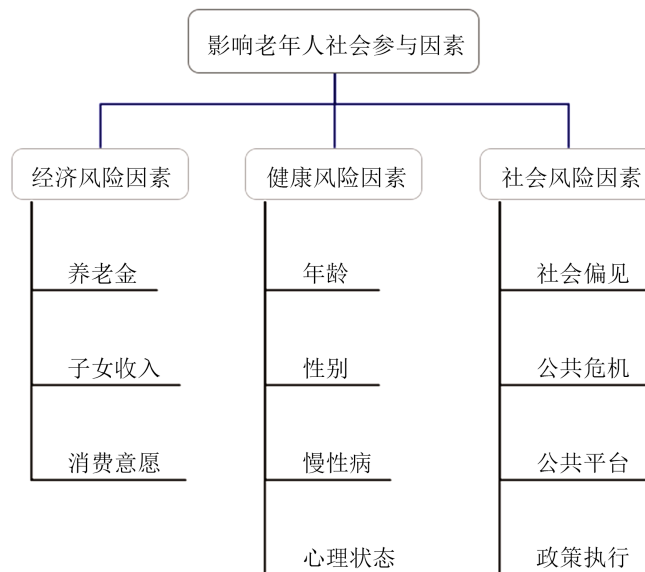 影响老年人社会参与因素
经济风险因素
健康风险因素
社会风险因素
养老金
年龄
社会偏见
子女收入
性别
公共危机
消费意愿
慢性病
公共平台
心理状态
政策执行